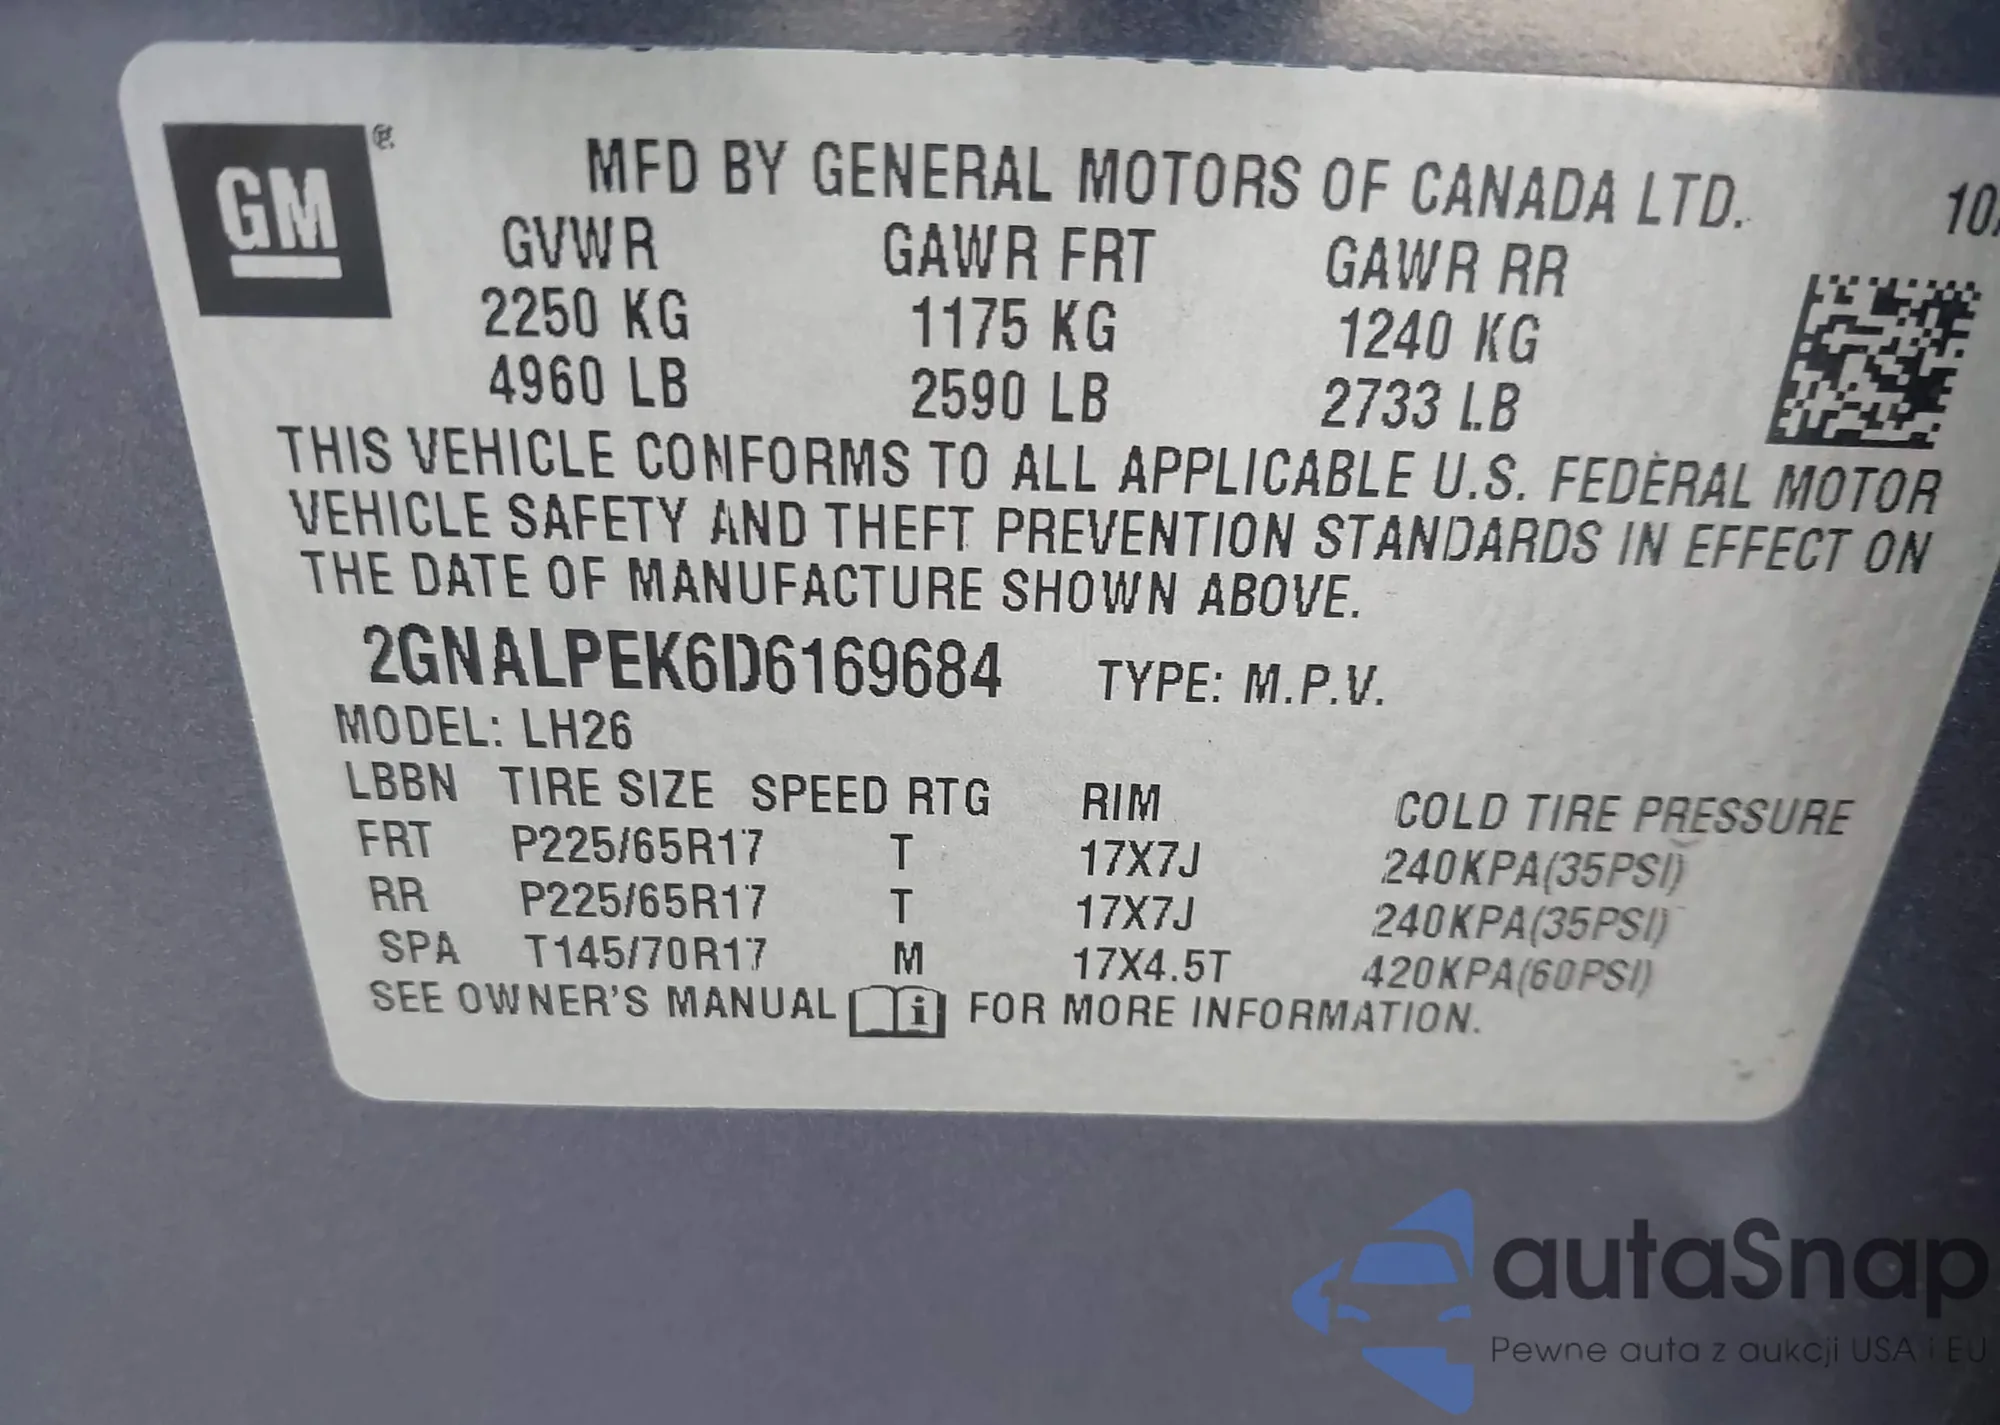 GM ®
MFD BY GENERAL MOTORS OF CANADA LTD. 10/
GVWR GAWR FRT GAWR RR
2250 KG 1175 KG 1240 KG
4960 LB 2590 LB 2733 LB
THIS VEHICLE CONFORMS TO ALL APPLICABLE U.S. FEDERAL MOTOR
VEHICLE SAFETY AND THEFT PREVENTION STANDARDS IN EFFECT ON
THE DATE OF MANUFACTURE SHOWN ABOVE.
2GNALPEK6D6169684 TYPE: M.P.V.
MODEL: LH26
LBBN TIRE SIZE SPEED RTG RIM COLD TIRE PRESSURE
FRT P225/65R17 T 17X7J 240KPA(35PSI)
RR P225/65R17 T 17X7J 240KPA(35PSI)
SPA T145/70R17 M 17X4.5T 420KPA(60PSI)
SEE OWNER'S MANUAL i FOR MORE INFORMATION.
autaSnap
Pewne auta z aukcji USA i EU